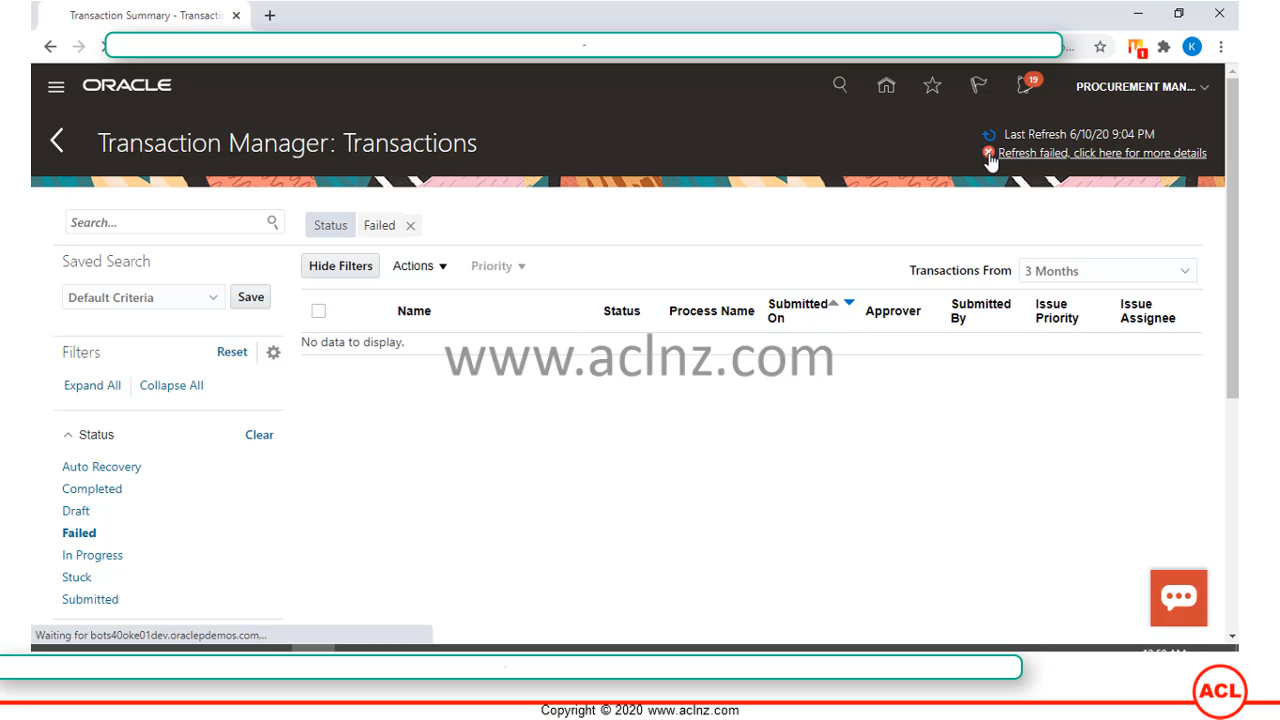 Transaction Summary - Transacti
1
K
ORACLE
19
PROCUREMENT MAN...
Transaction Manager: Transactions
Last Refresh 6/10/20 9:04 PM
Refresh failed, click here for more details
Search...
Status Failed
Saved Search
Hide Filters Actions Priority
Transactions From 3 Months
Default Criteria Save
Name Status Process Name Submitted On Approver Submitted By Issue Priority Issue Assignee
No data to display.
Filters Reset
www.aclnz.com
Expand All Collapse All
Status Clear
Auto Recovery
Completed
Draft
Failed
In Progress
Stuck
Submitted
Waiting for bots40oke01dev.oraclepdemos.com...
ACL
Copyright © 2020 www.aclnz.com